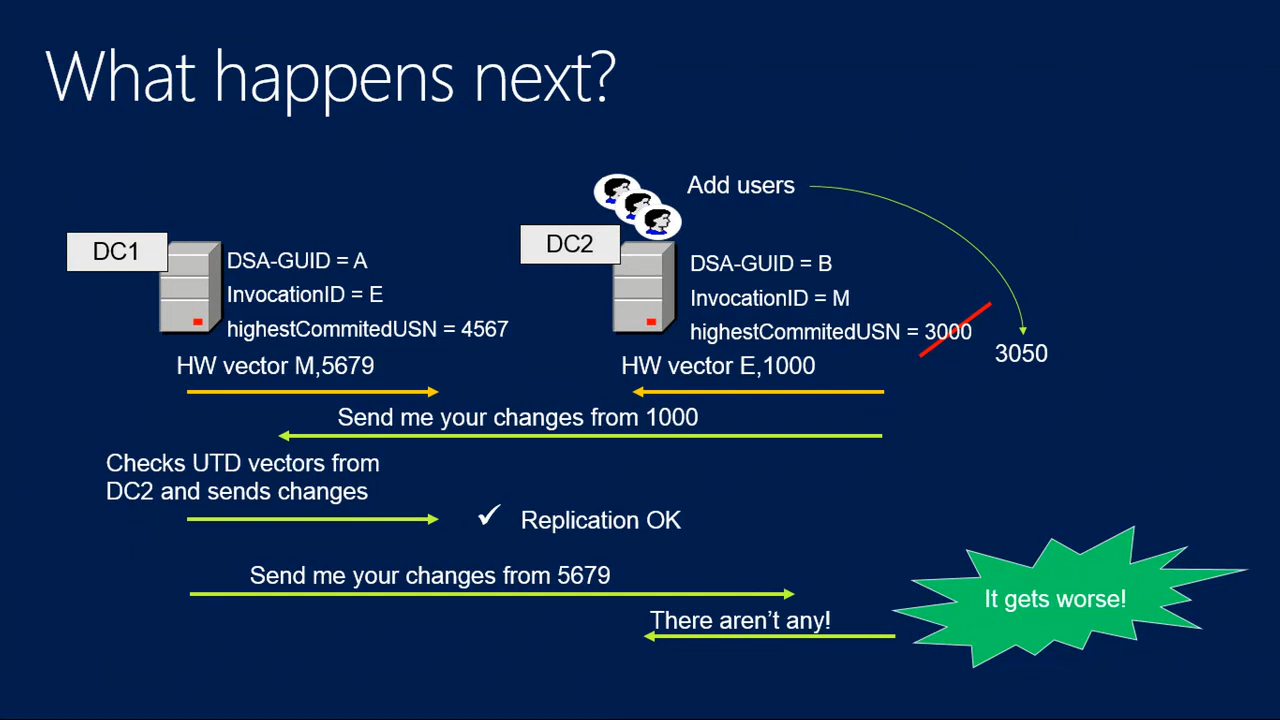 What happens next?
Add users
DC1
DC2
DSA-GUID = A
InvocationID = E
highestCommitedUSN = 4567
HW vector M,5679
DSA-GUID = B
InvocationID = M
highestCommitedUSN = 3000
3050
HW vector E,1000
Send me your changes from 1000
Checks UTD vectors from
DC2 and sends changes
✓ Replication OK
Send me your changes from 5679
There aren’t any!
It gets worse!